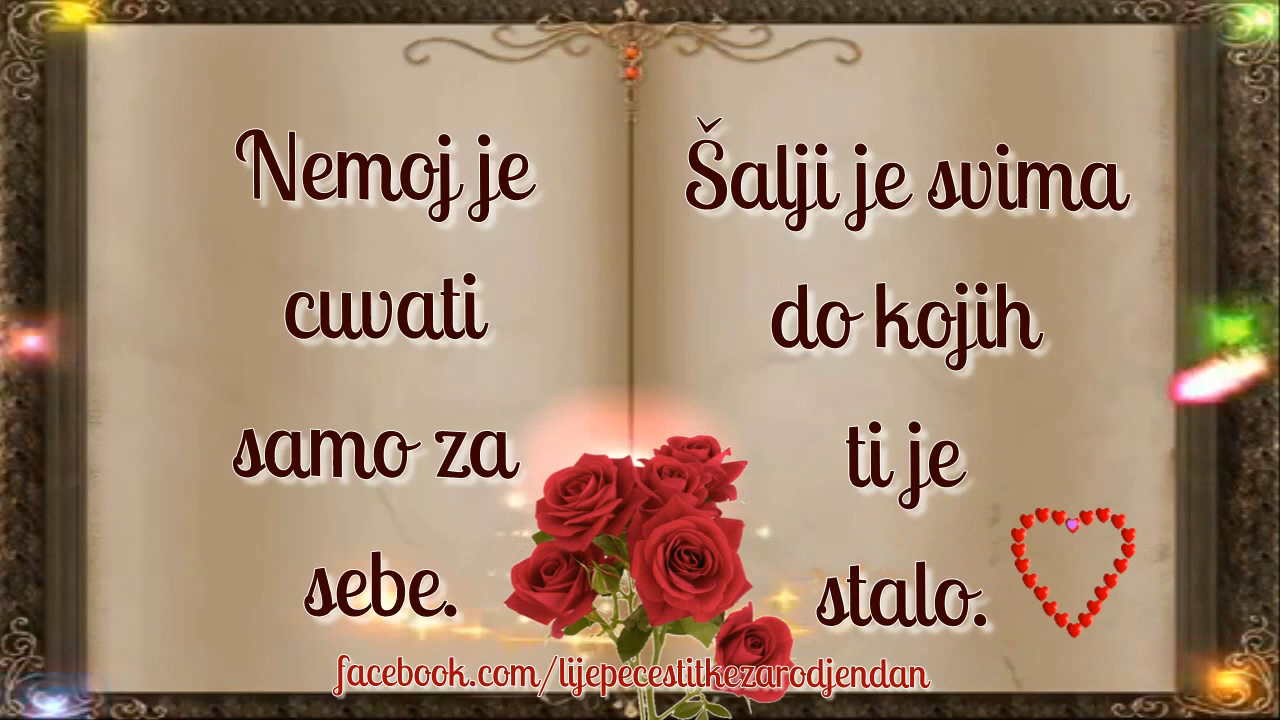 Nemoj je
cuvati
samo za
sebe.
Šalji je svima
do kojih
ti je
stalo.
facebook.com/lijepecestitkezarodjendan